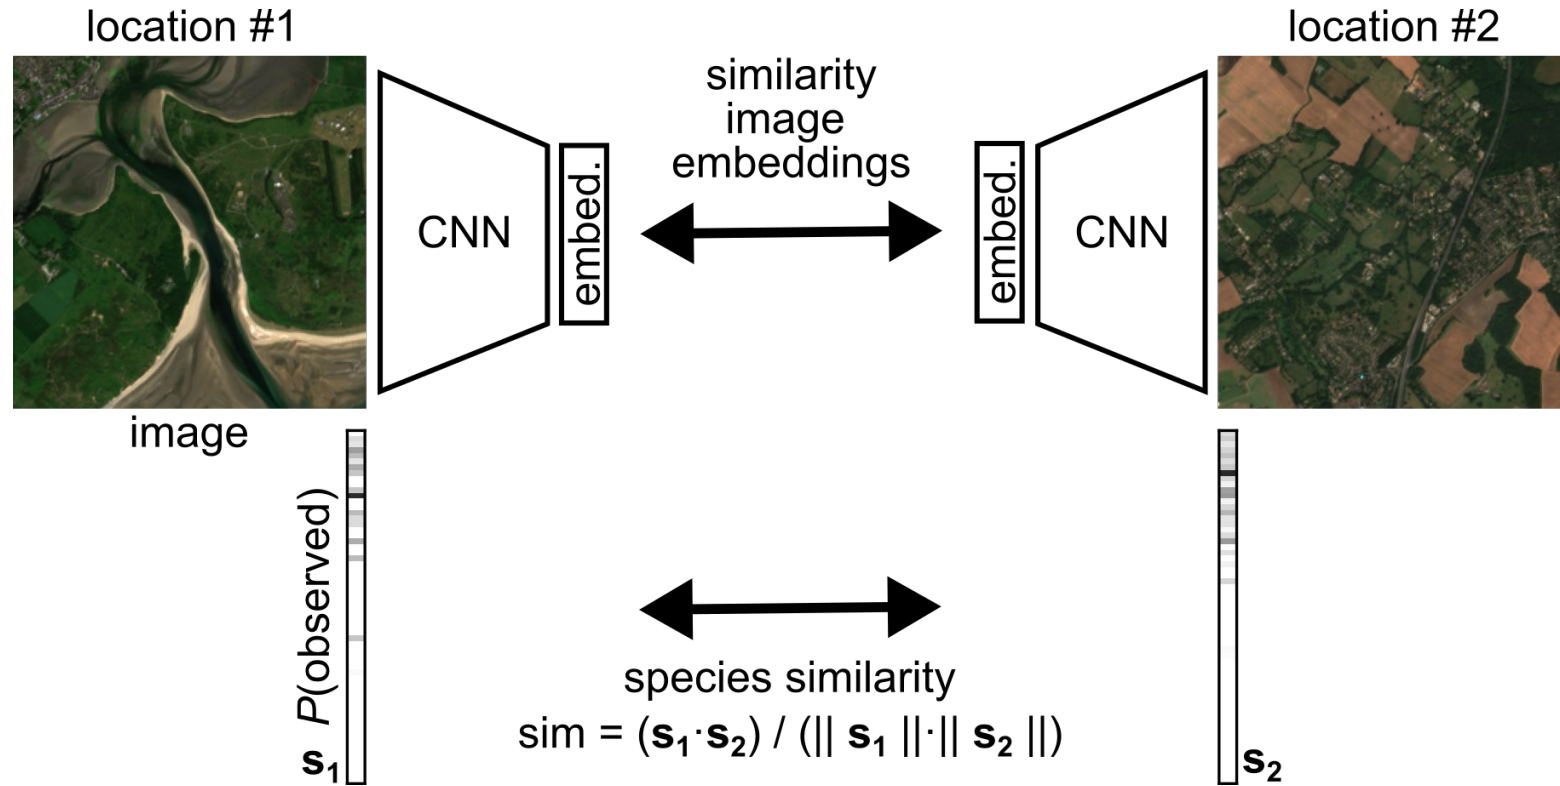 location #1
location #2
similarity
image
embeddings
CNN
embed.
embed.
CNN
image
P(observed)
s₁
species similarity
sim = (s₁·s₂) / (|| s₁ ||·|| s₂ ||)
s₂